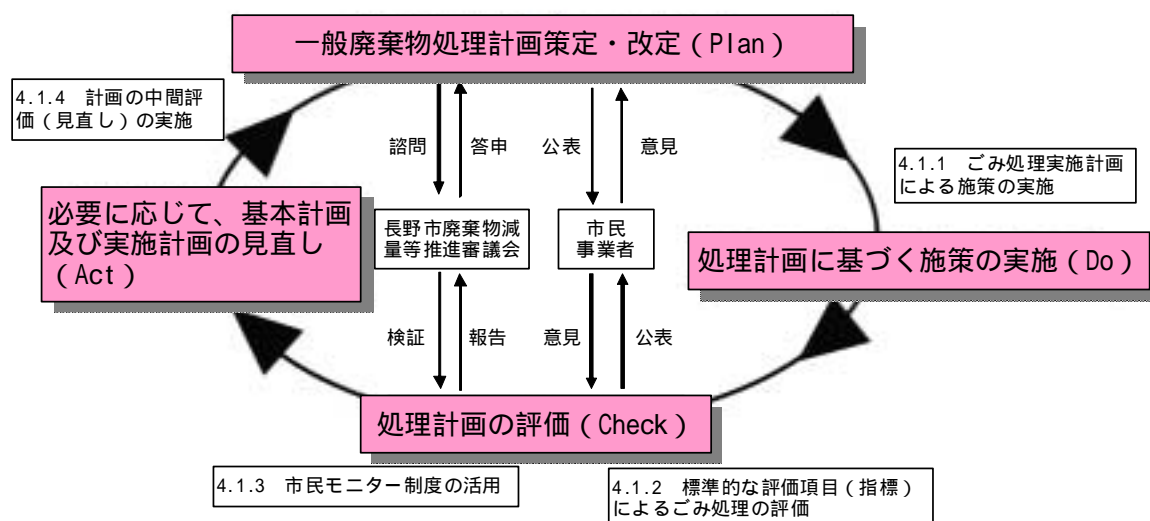 一般廃棄物処理計画策定・改定（Plan）
4.1.4　計画の中間評
価（見直し）の実施
諮問
答申
公表
意見
4.1.1　ごみ処理実施計画
による施策の実施
必要に応じて、基本計画
及び実施計画の見直し
（Act）
長野市廃棄物減
量等推進審議会
市民
事業者
処理計画に基づく施策の実施（Do）
検証
報告
意見
公表
処理計画の評価（Check）
4.1.3　市民モニター制度の活用
4.1.2　標準的な評価項目（指標）
によるごみ処理の評価